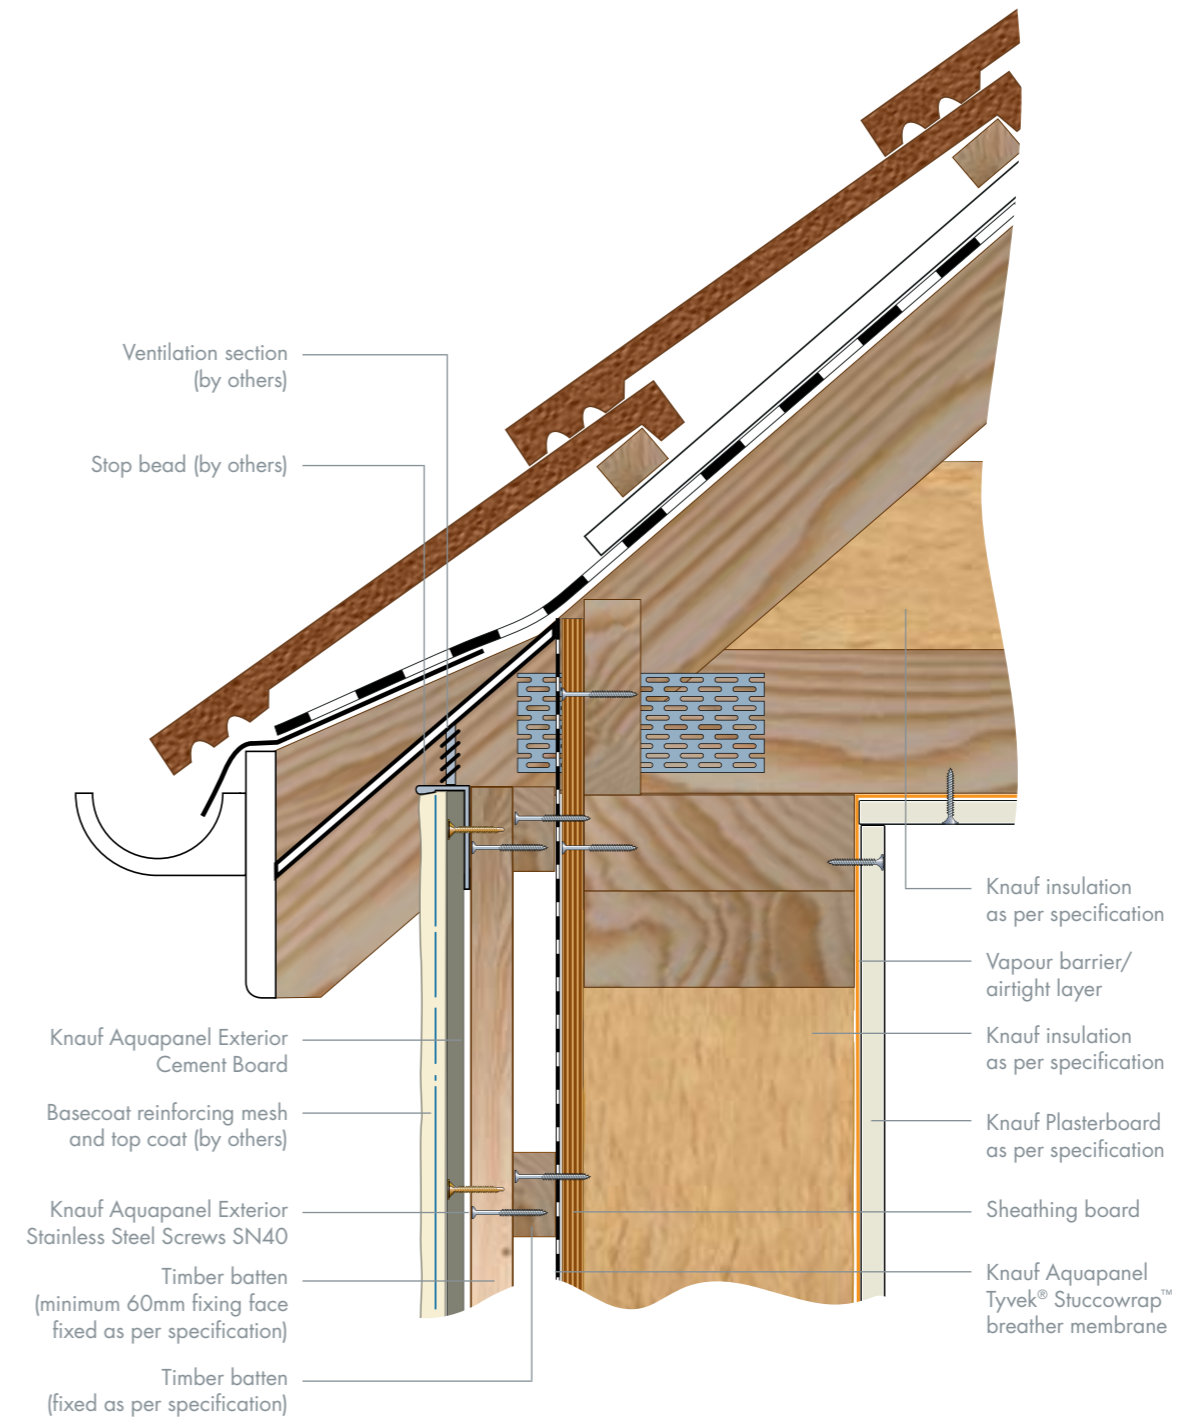 Ventilation section
(by others)
Stop bead (by others)
Knauf Aquapanel Exterior
Cement Board
Basecoat reinforcing mesh
and top coat (by others)
Knauf Aquapanel Exterior
Stainless Steel Screws SN40
Timber batten
(minimum 60mm fixing face
fixed as per specification)
Timber batten
(fixed as per specification)
Knauf insulation
as per specification
Vapour barrier/
airtight layer
Knauf insulation
as per specification
Knauf Plasterboard
as per specification
Sheathing board
Knauf Aquapanel
Tyvek® Stuccowrap™
breather membrane